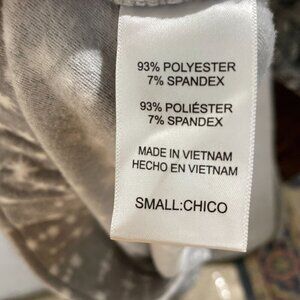 93% POLYESTER
7% SPANDEX
93% POLIÉSTER
7% SPANDEX
MADE IN VIETNAM
HECHO EN VIETNAM
SMALL:CHICO